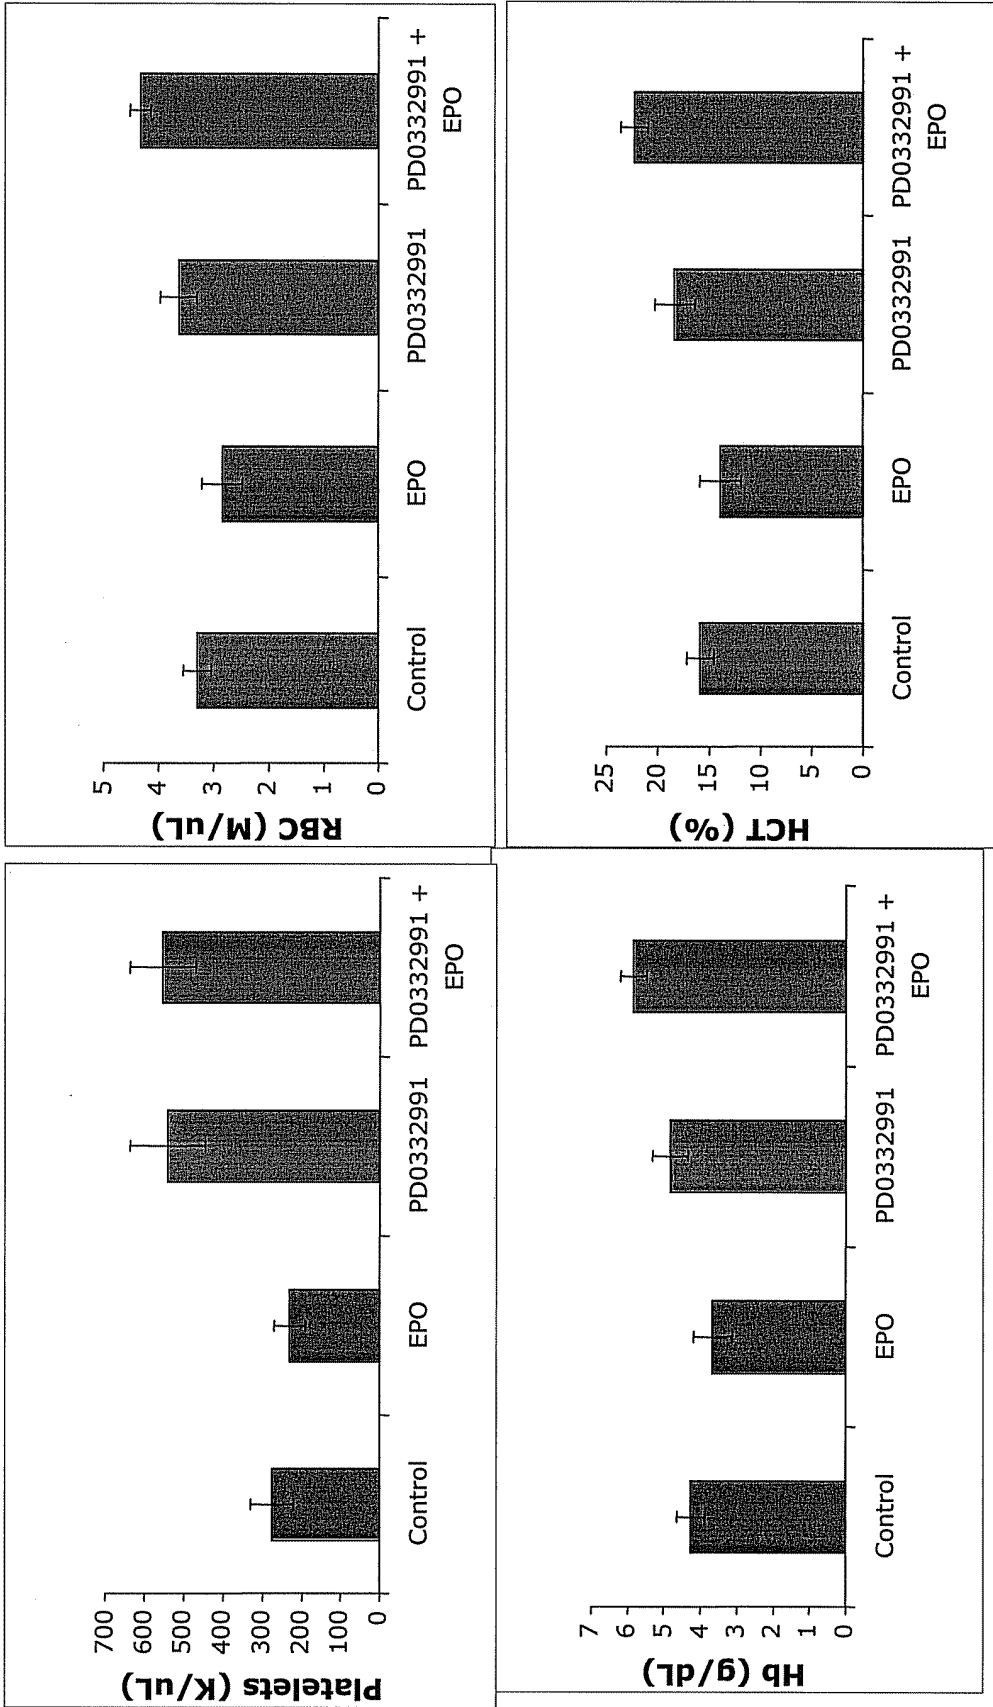 Platelets (K/uL)
700
600
500
400
300
200
100
0
Control
EPO
PD0332991
PD0332991 +
EPO
RBC (M/uL)
5
4
3
2
1
0
Control
EPO
PD0332991
PD0332991 +
EPO
Hb (g/dL)
7
6
5
4
3
2
1
0
Control
EPO
PD0332991
PD0332991 +
EPO
HCT (%)
25
20
15
10
5
0
Control
EPO
PD0332991
PD0332991 +
EPO